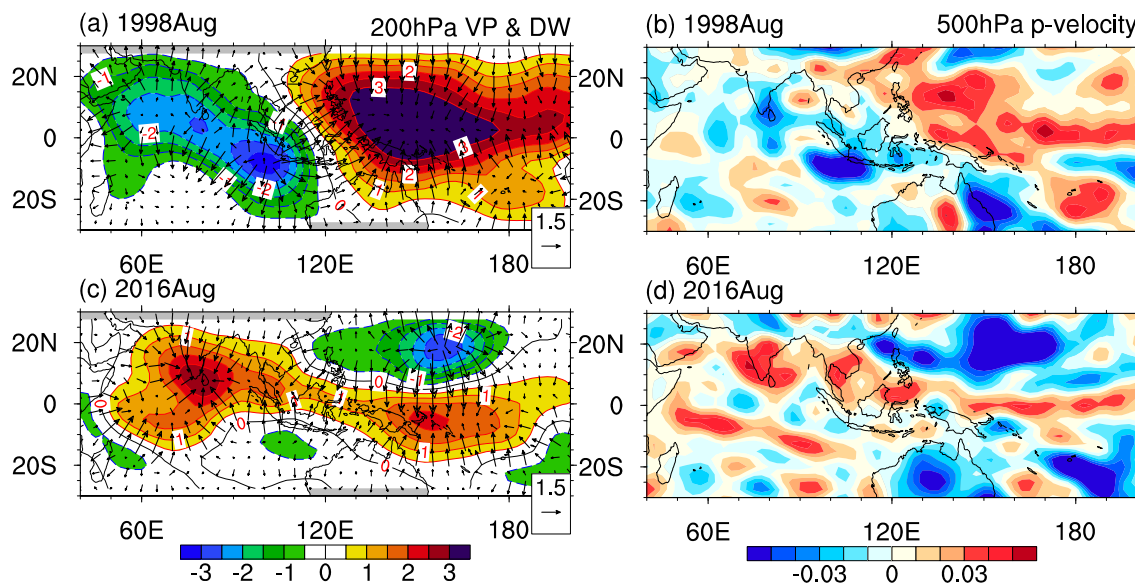 (a) 1998Aug 200hPa VP & DW
20N
0
20S
60E 120E 180
-1
-2
-2
2
3
3
2
1
1
0
1.5
(b) 1998Aug 500hPa p-velocity
20N
0
20S
60E 120E 180
(c) 2016Aug
20N
0
20S
60E 120E 180
1
0
1
0
-2
-1
0
0
1
1
0
1.5
(d) 2016Aug
20N
0
20S
60E 120E 180
-3 -2 -1 0 1 2 3
-0.03 0 0.03